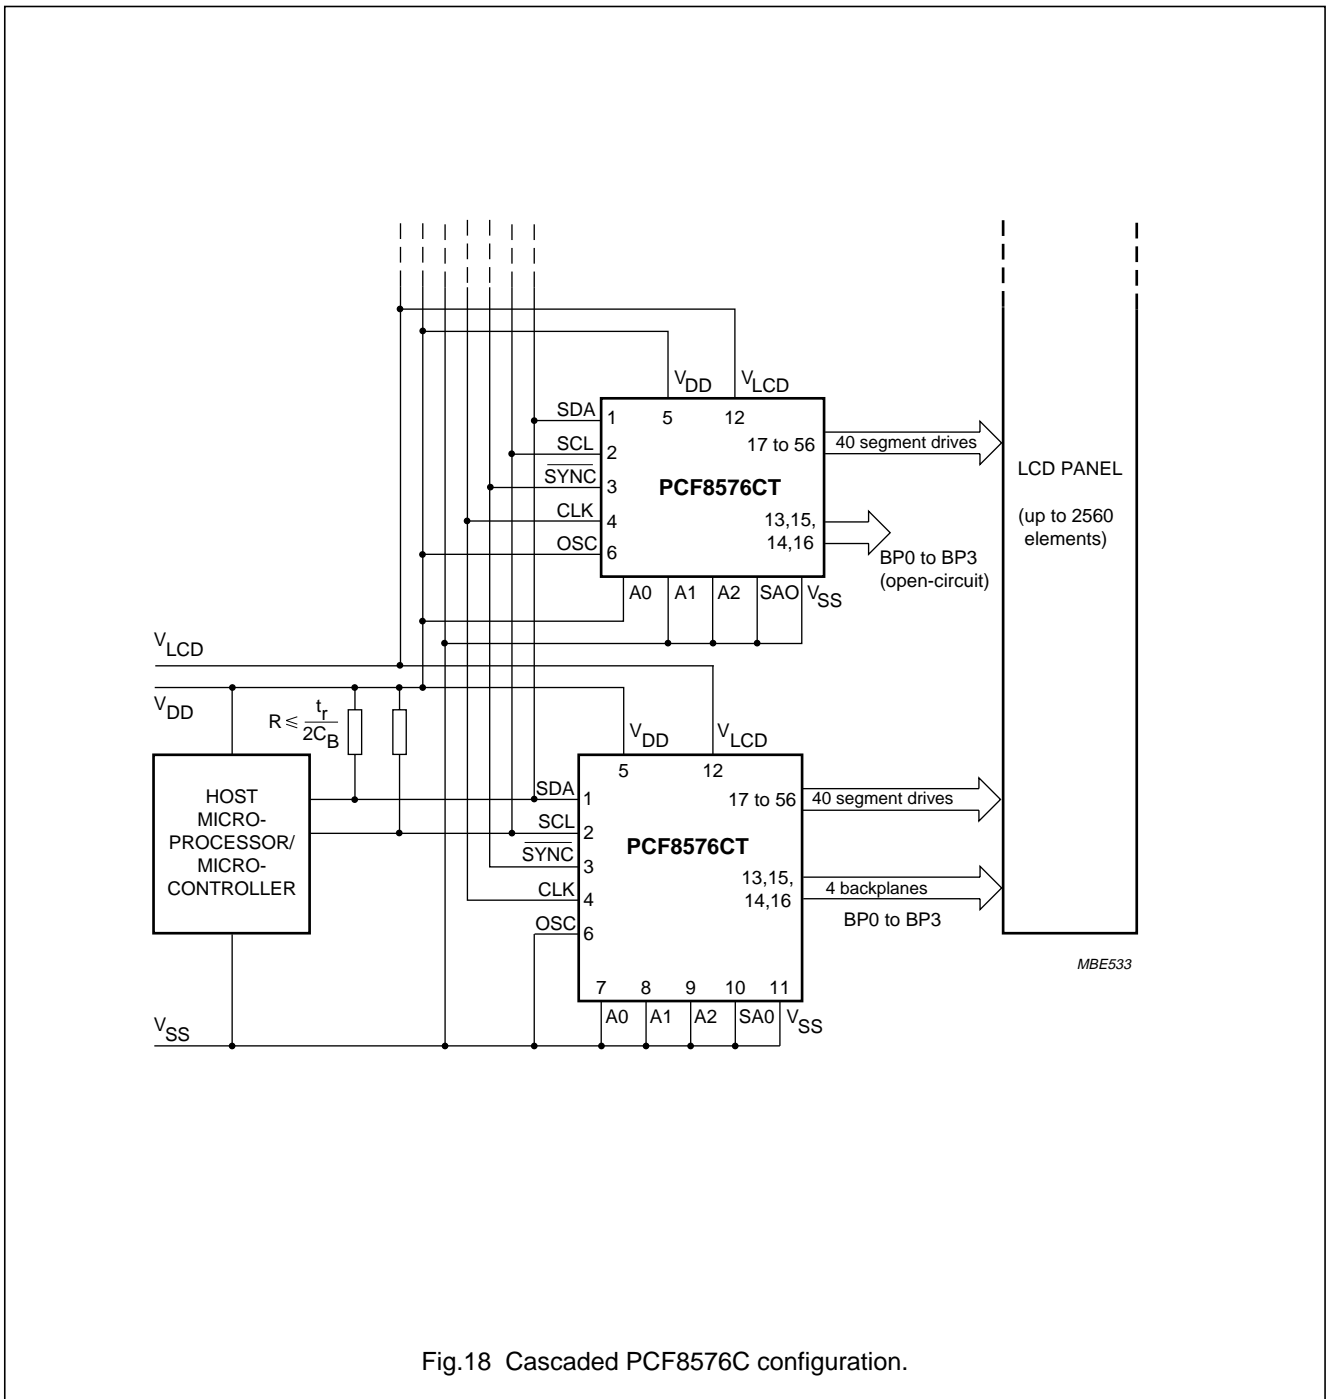 VDD VLCD
SDA 1 5 12
17 to 56 40 segment drives
SCL 2
SYNC 3
PCF8576CT
CLK 4
13,15,
14,16
OSC 6
BP0 to BP3
(open-circuit)
A0 A1 A2 SAO VSS
LCD PANEL
(up to 2560
elements)
VLCD
VDD
R ≤ tr
2CB
VDD VLCD
5 12
HOST
MICRO-
PROCESSOR/
MICRO-
CONTROLLER
SDA 1
17 to 56 40 segment drives
SCL 2
SYNC 3
PCF8576CT
CLK 4
13,15,
14,16
4 backplanes
BP0 to BP3
OSC 6
7 8 9 10 11
A0 A1 A2 SA0 VSS
VSS
MBE533
Fig.18 Cascaded PCF8576C configuration.